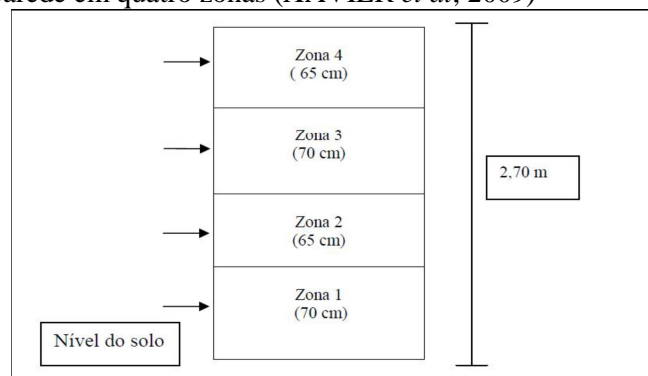 parede em quatro zonas (XAVIER et al, 2009)
Zona 4
( 65 cm)
Zona 3
(70 cm)
2,70 m
Zona 2
(65 cm)
Zona 1
(70 cm)
Nível do solo